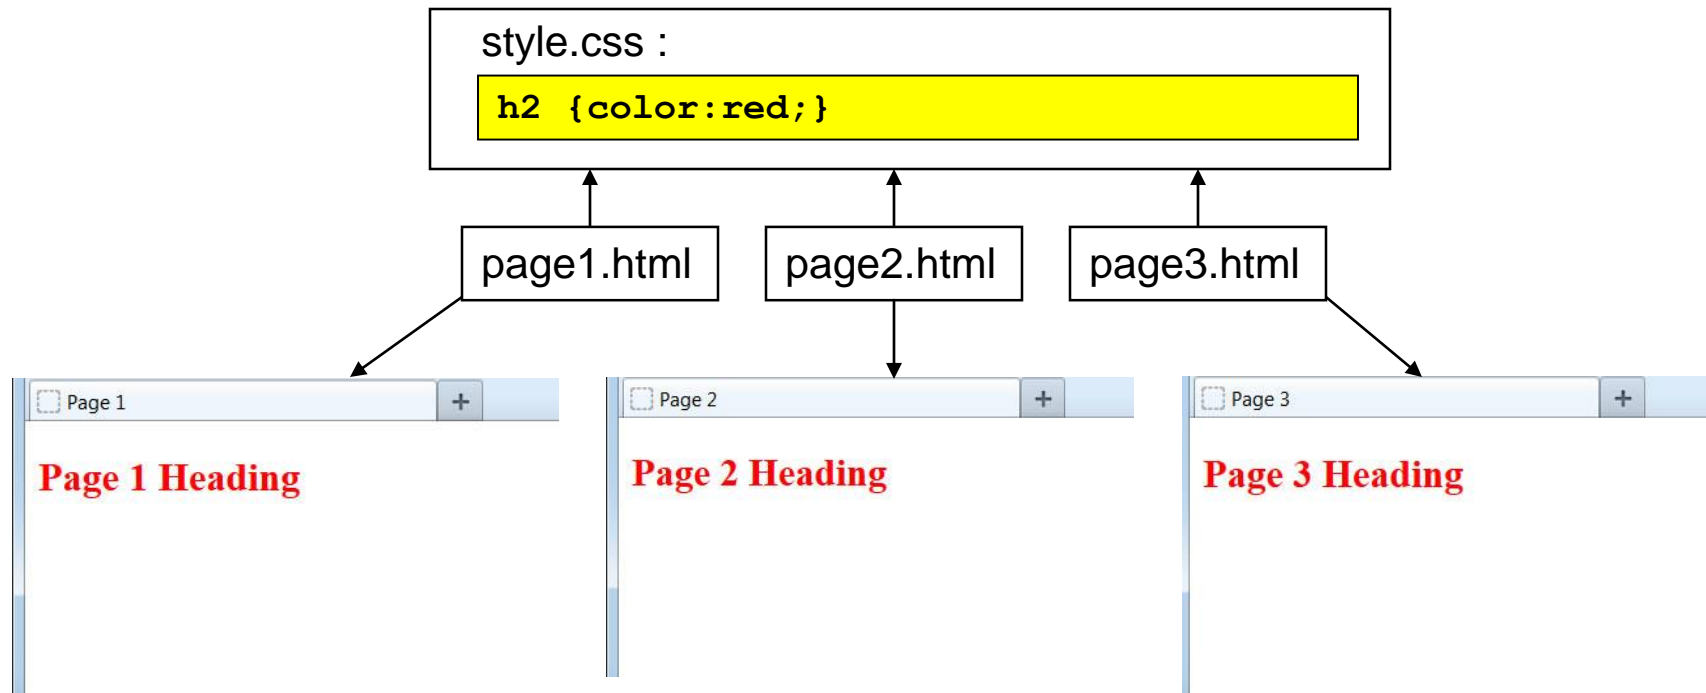 style.css :
h2 {color:red;}
page1.html
page2.html
page3.html
Page 1
+
Page 2
+
Page 3
+
Page 1 Heading
Page 2 Heading
Page 3 Heading